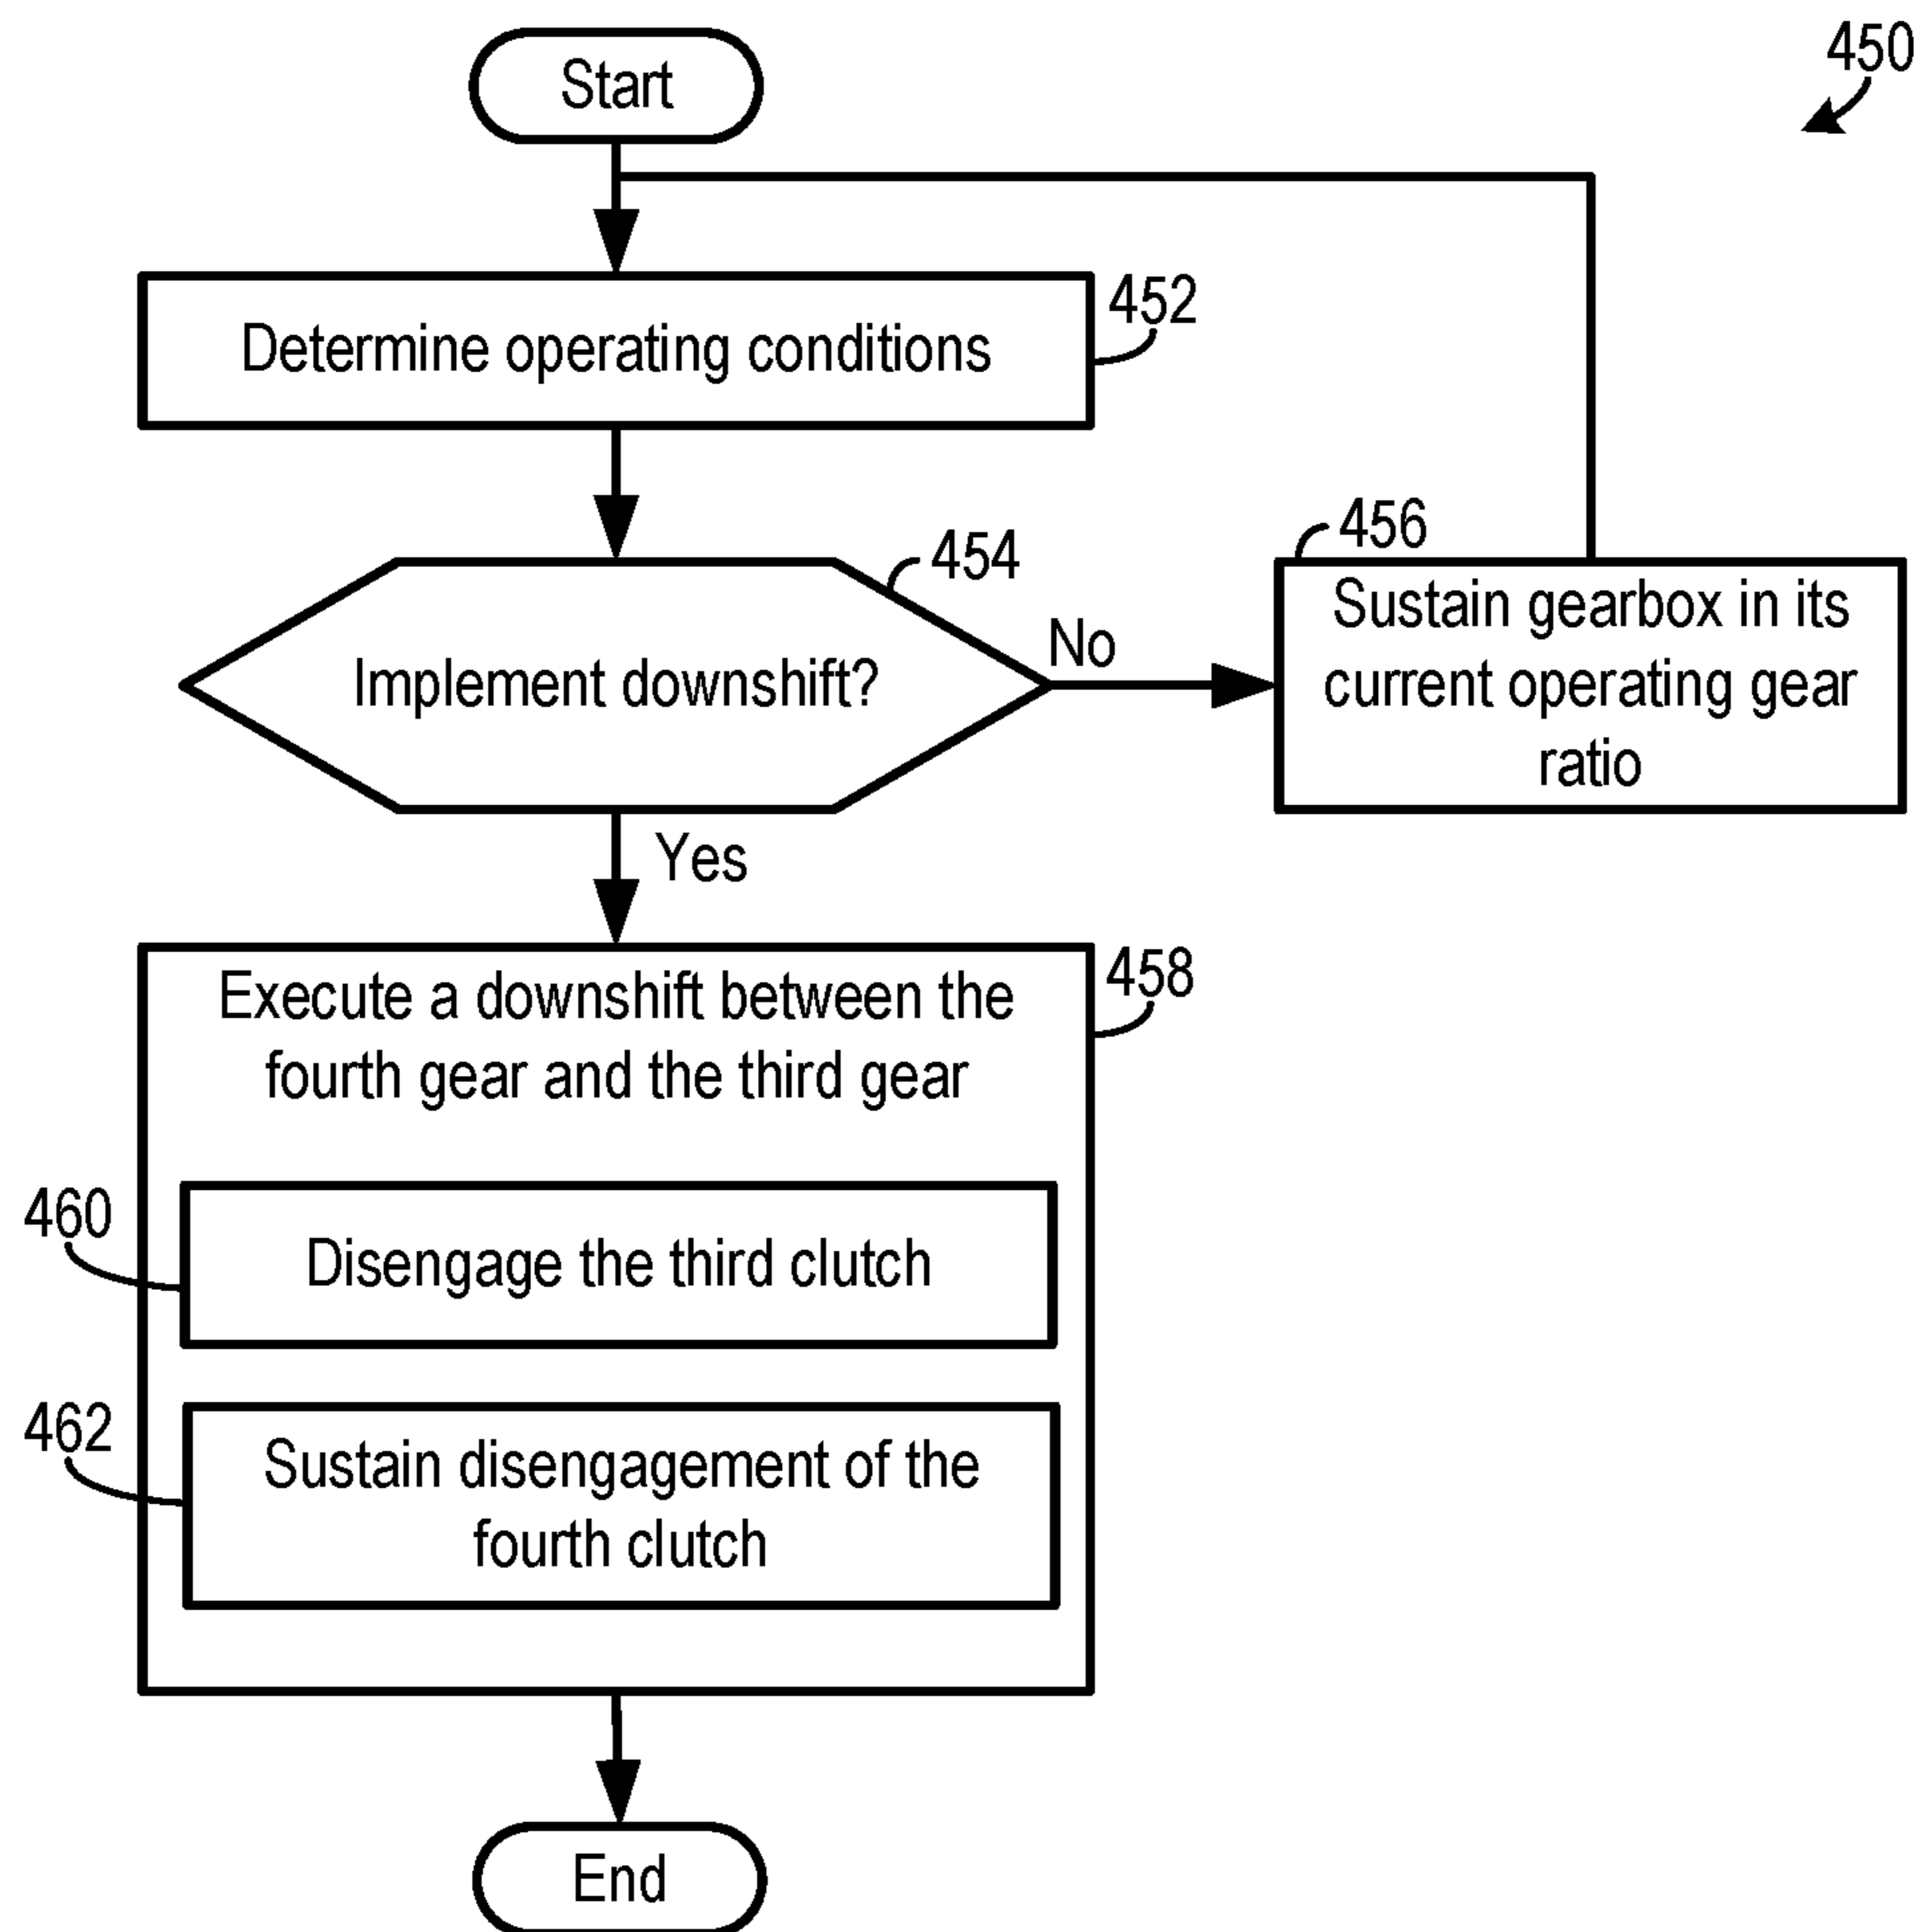 Start
450
Determine operating conditions
452
454
Implement downshift?
No
456
Sustain gearbox in its
current operating gear
ratio
Yes
458
Execute a downshift between the
fourth gear and the third gear
460
Disengage the third clutch
462
Sustain disengagement of the
fourth clutch
End